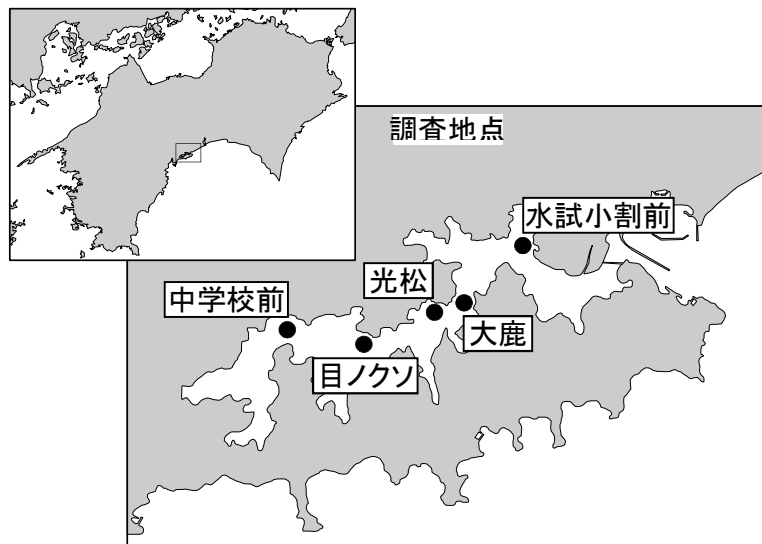 調査地点
水試小割前
光松
中学校前
大鹿
目ノクソ